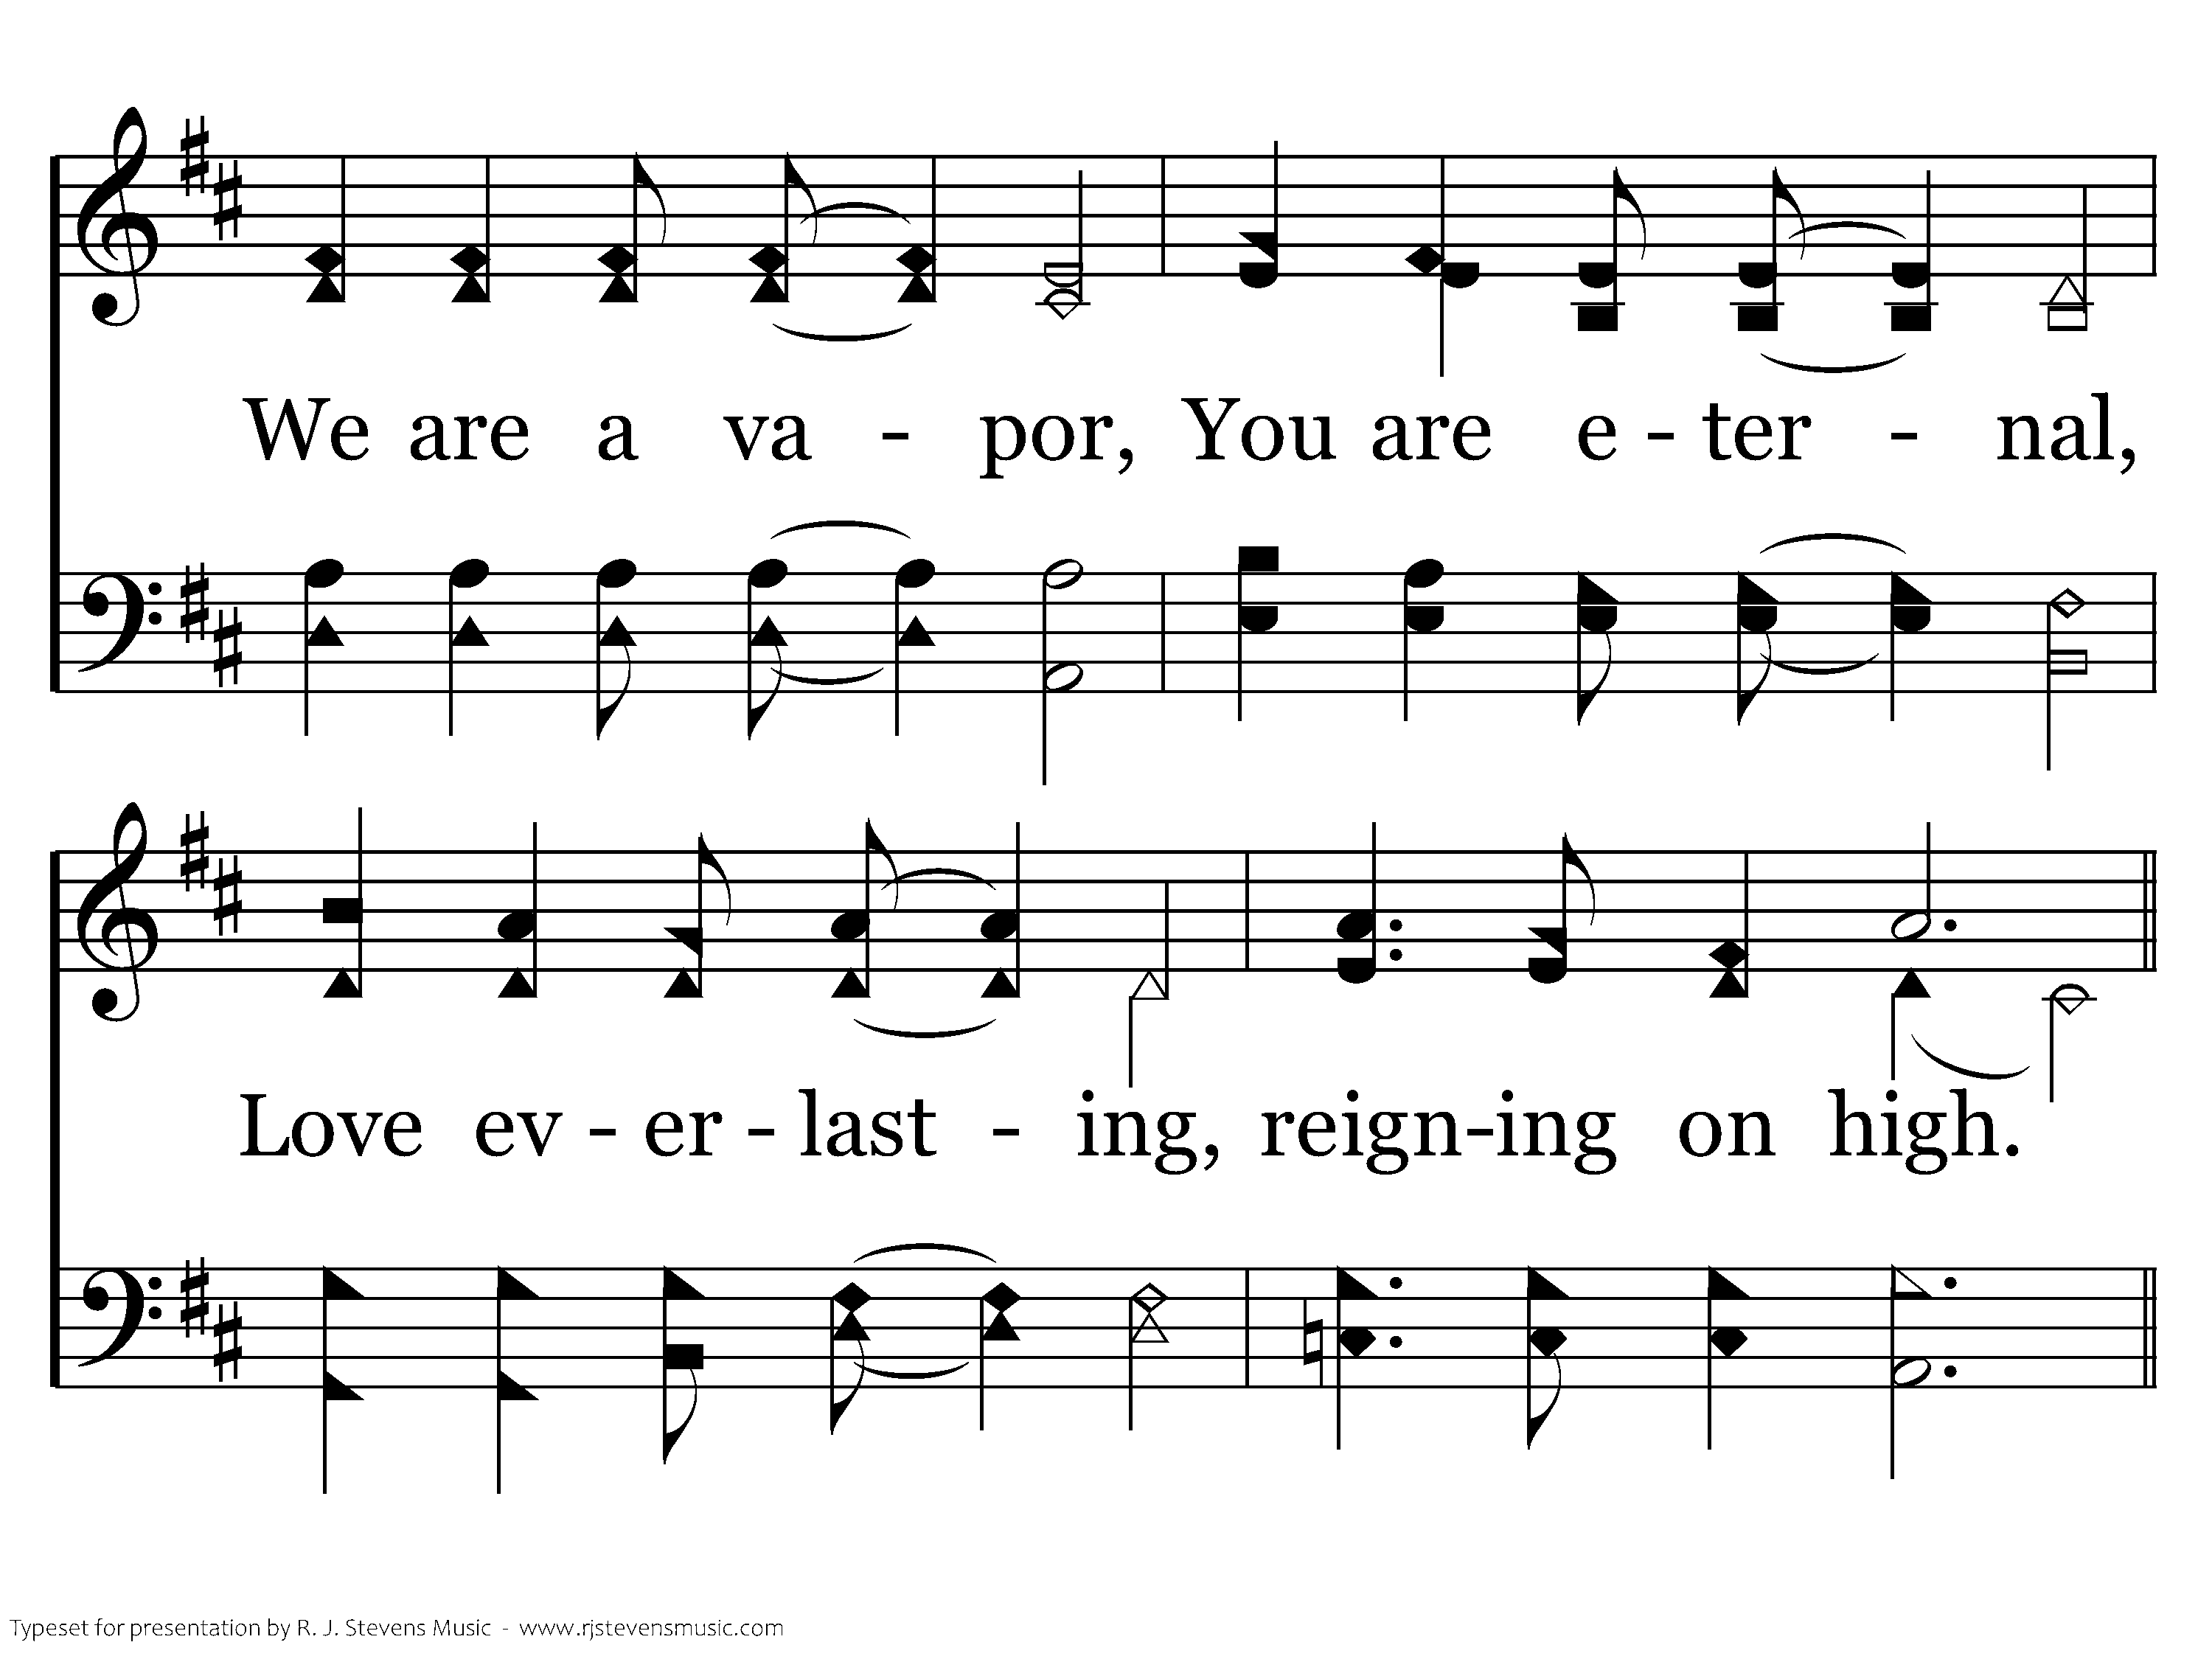 We are a va - por, You are e - ter - nal,
Love ev - er - last - ing, reign-ing on high.
Typeset for presentation by R. J. Stevens Music - www.rjstevensmusic.com